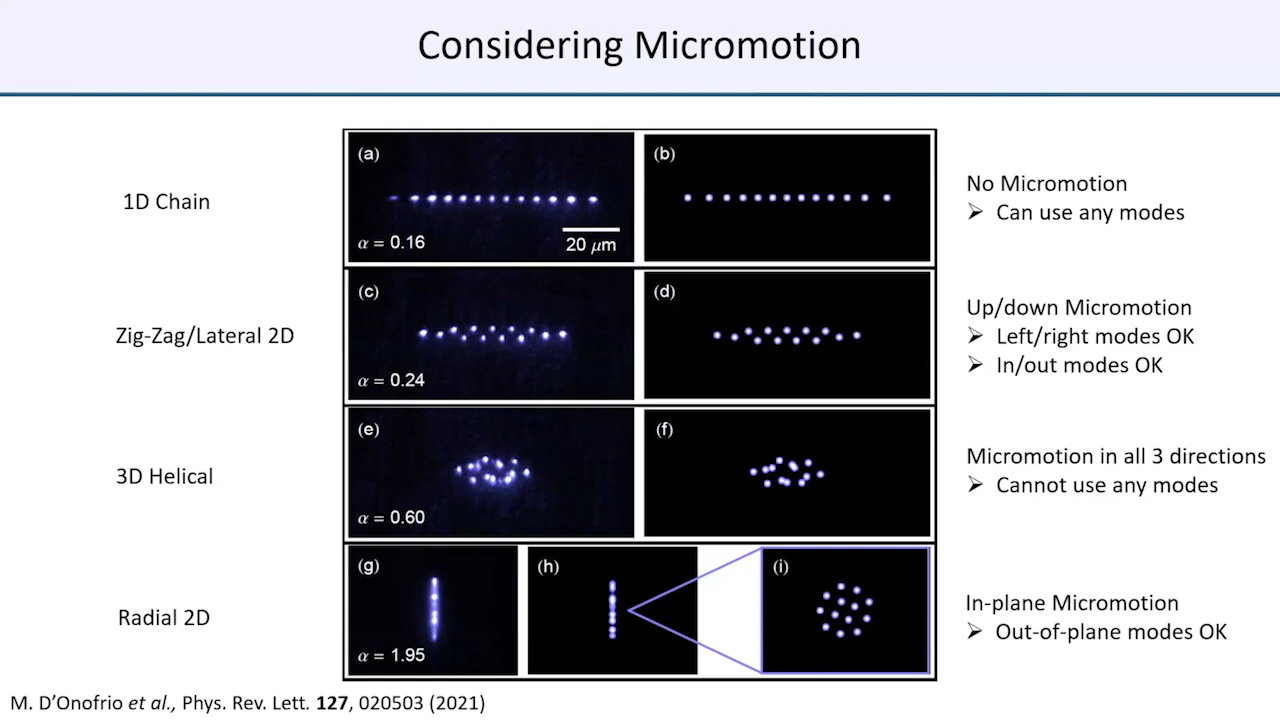 Considering Micromotion
1D Chain
(a)
α = 0.16
20 μm
(b)
No Micromotion
➢ Can use any modes
Zig-Zag/Lateral 2D
(c)
α = 0.24
(d)
Up/down Micromotion
➢ Left/right modes OK
➢ In/out modes OK
3D Helical
(e)
α = 0.60
(f)
Micromotion in all 3 directions
➢ Cannot use any modes
Radial 2D
(g)
α = 1.95
(h)
(i)
In-plane Micromotion
➢ Out-of-plane modes OK
M. D’Onofrio et al., Phys. Rev. Lett. 127, 020503 (2021)